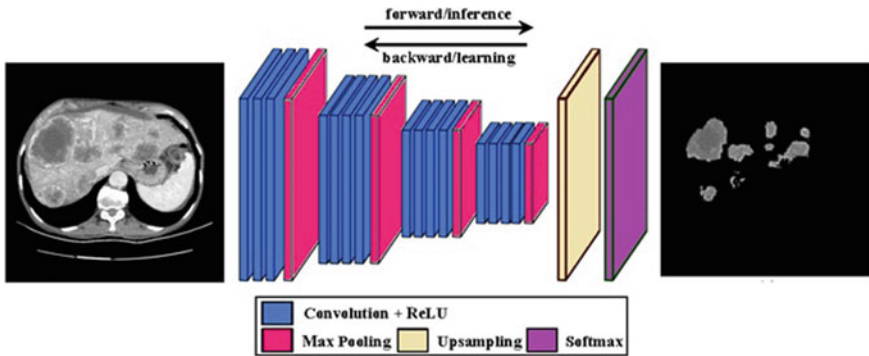 forward/inference
backward/learning
Convolution + ReLU
Max Pooling
Upsampling
Softmax